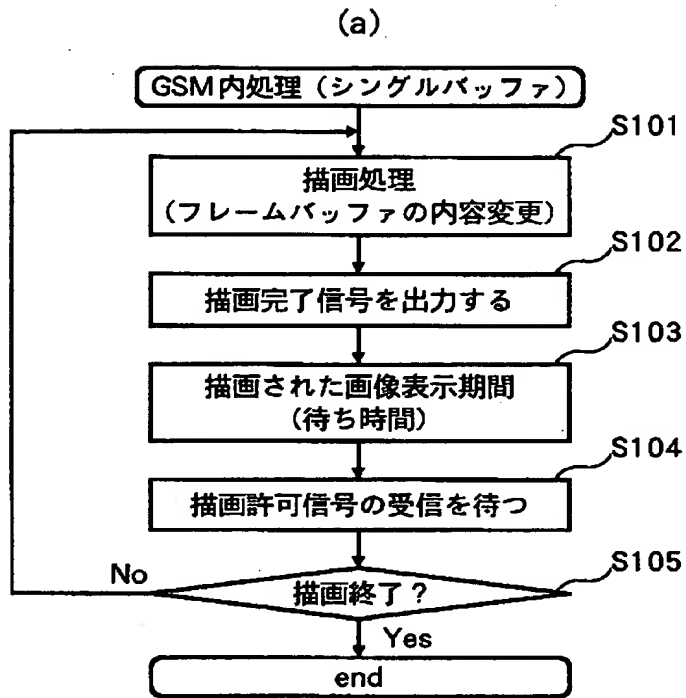 (a)
GSM内処理（シングルバッファ）
S101
描画処理
（フレームバッファの内容変更）
S102
描画完了信号を出力する
S103
描画された画像表示期間
（待ち時間）
S104
描画許可信号の受信を待つ
S105
No
描画終了？
Yes
end